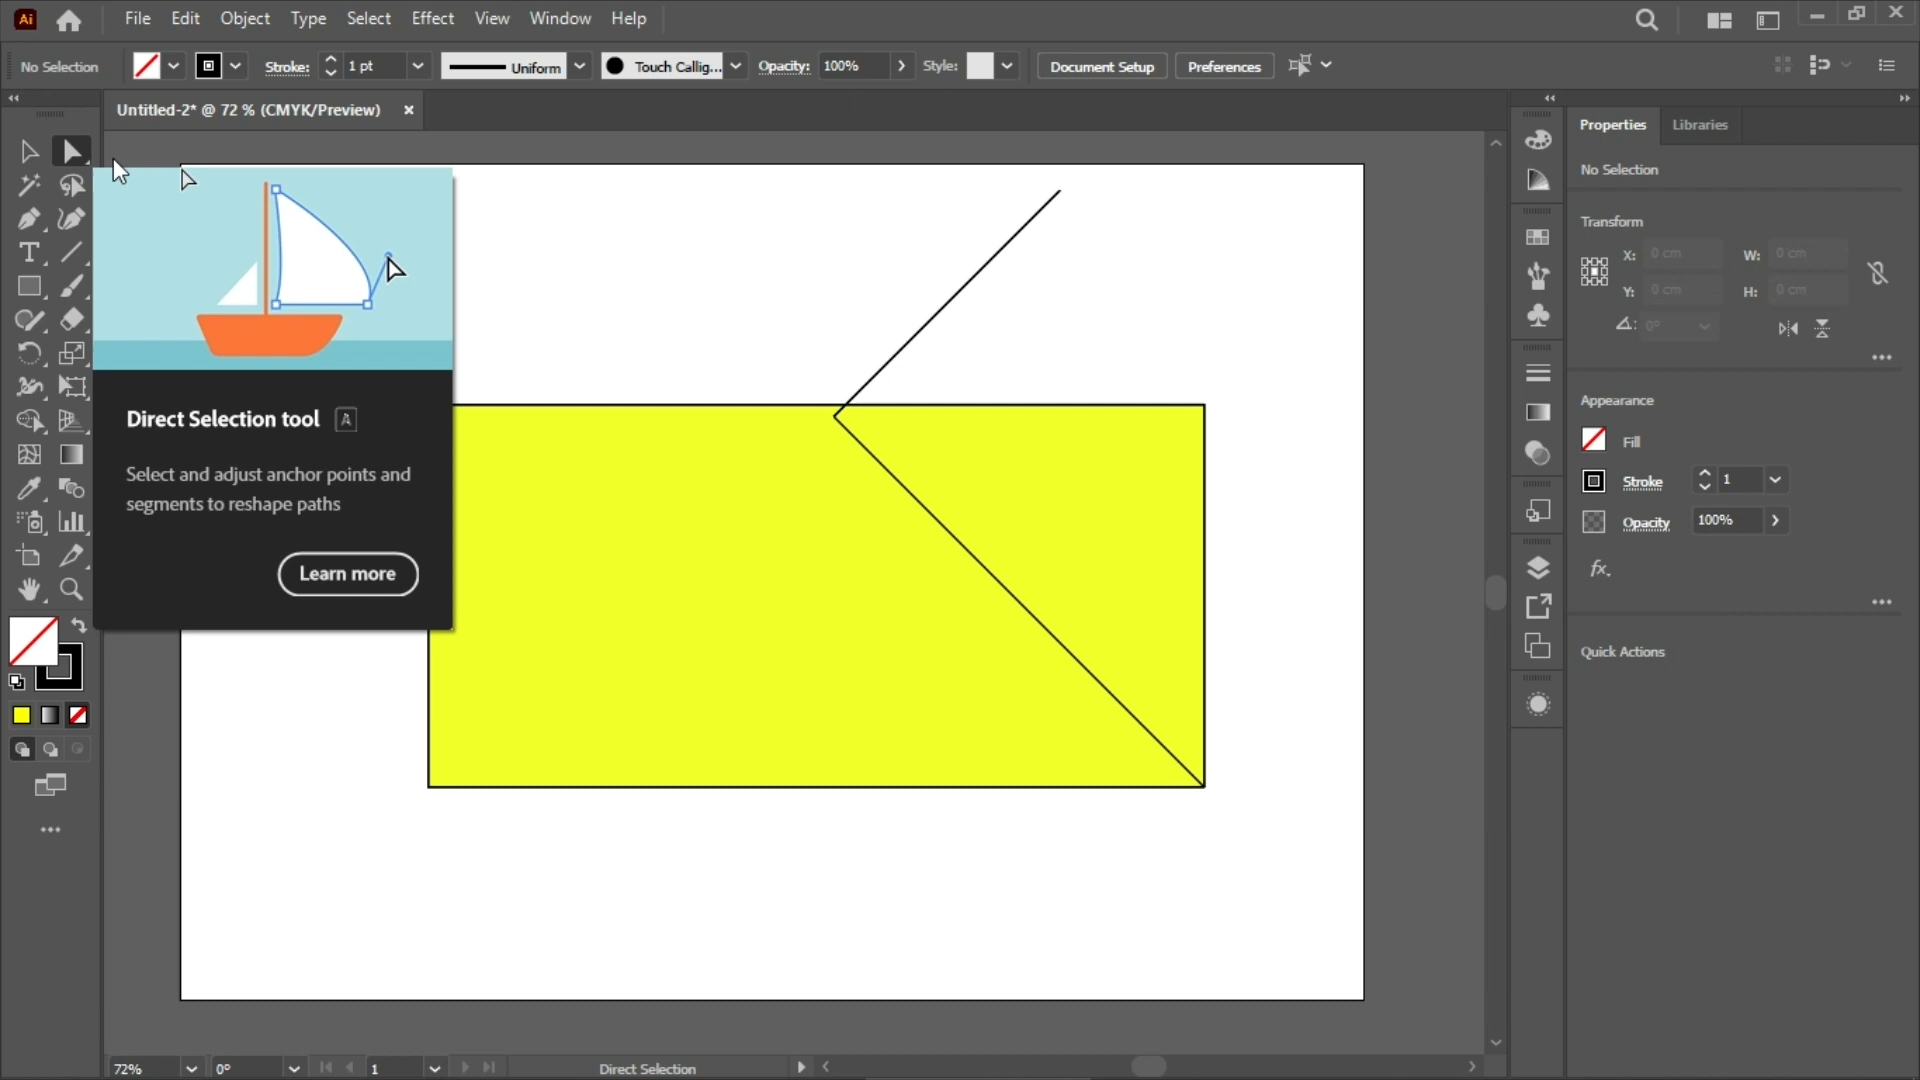 Ai File Edit Object Type Select Effect View Window Help
No Selection Stroke: 1 pt Uniform Touch Callig... Opacity: 100% Style: Document Setup Preferences
Untitled-2* @ 72 % (CMYK/Preview)
Properties Libraries
No Selection
Transform
X: 0 cm W: 0 cm
Y: 0 cm H: 0 cm
0°
Appearance
Fill
Stroke 1
Opacity 100%
fx.
Quick Actions
T
Direct Selection tool A
Select and adjust anchor points and
segments to reshape paths
Learn more
72% 0° 1 Direct Selection